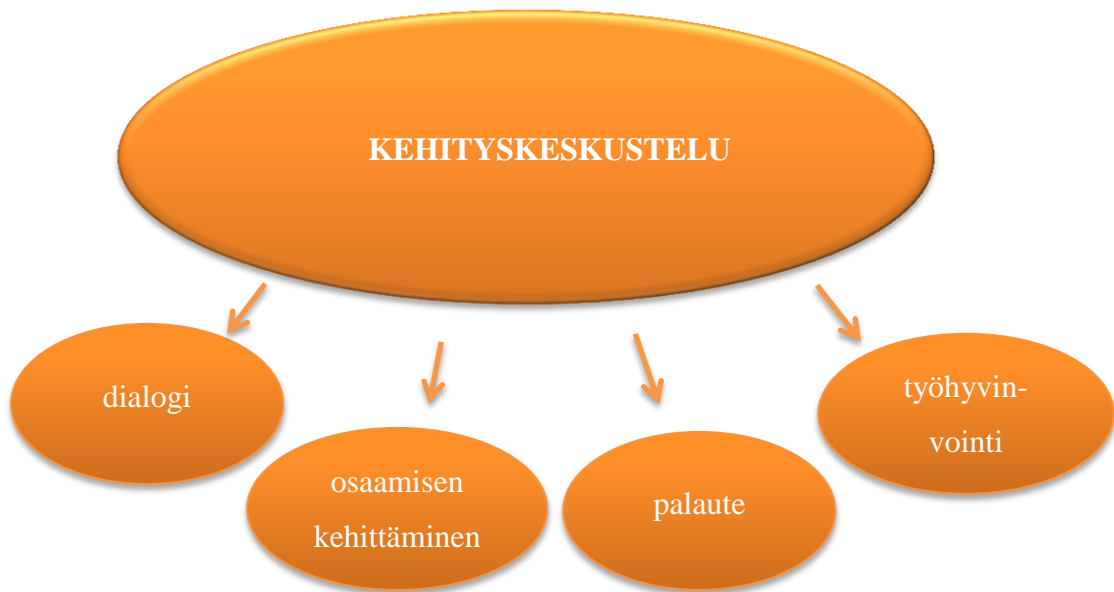 KEHITYSKESKUSTELU
dialogi
osaamisen
kehittäminen
palaute
työhyvin-
vointi